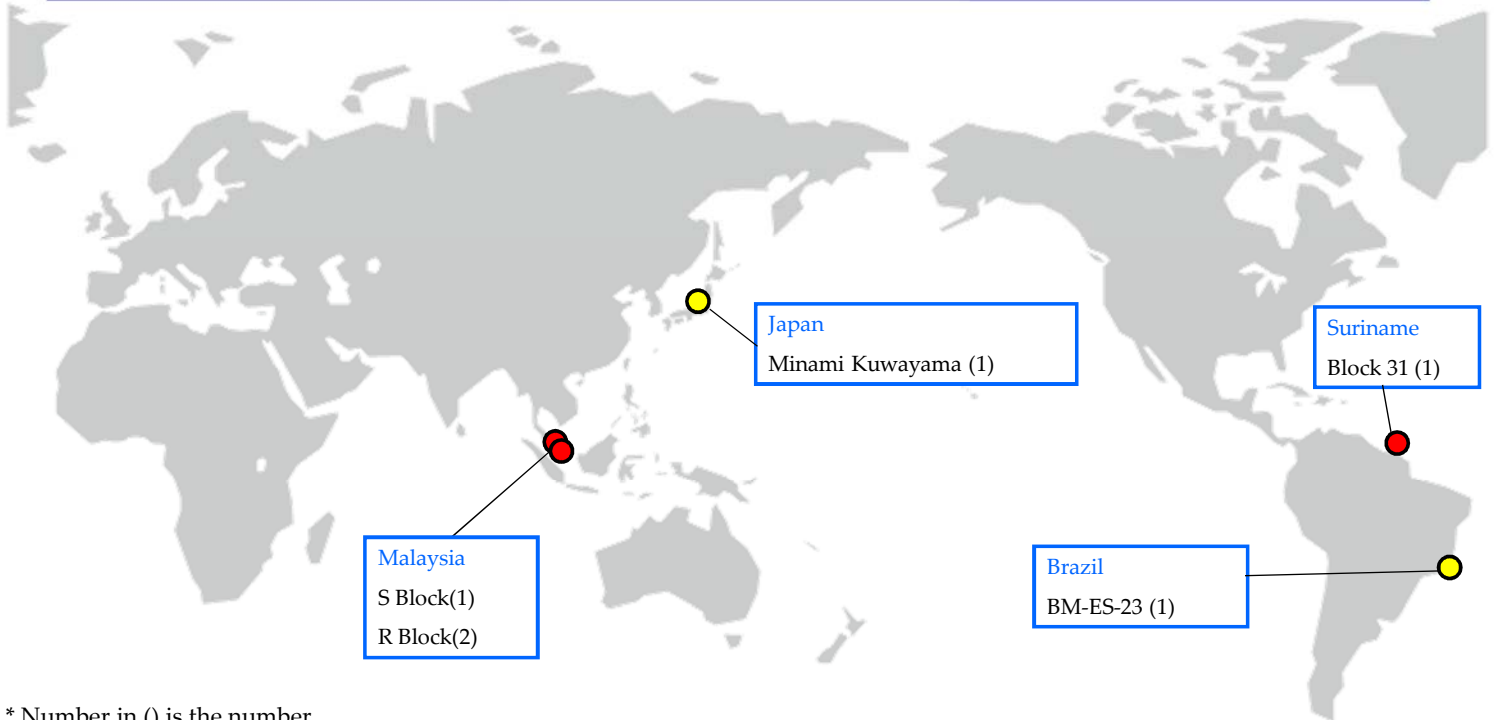 Japan
Minami Kuwayama (1)
Suriname
Block 31 (1)
Malaysia
S Block(1)
R Block(2)
Brazil
BM-ES-23 (1)
* Number in () is the number